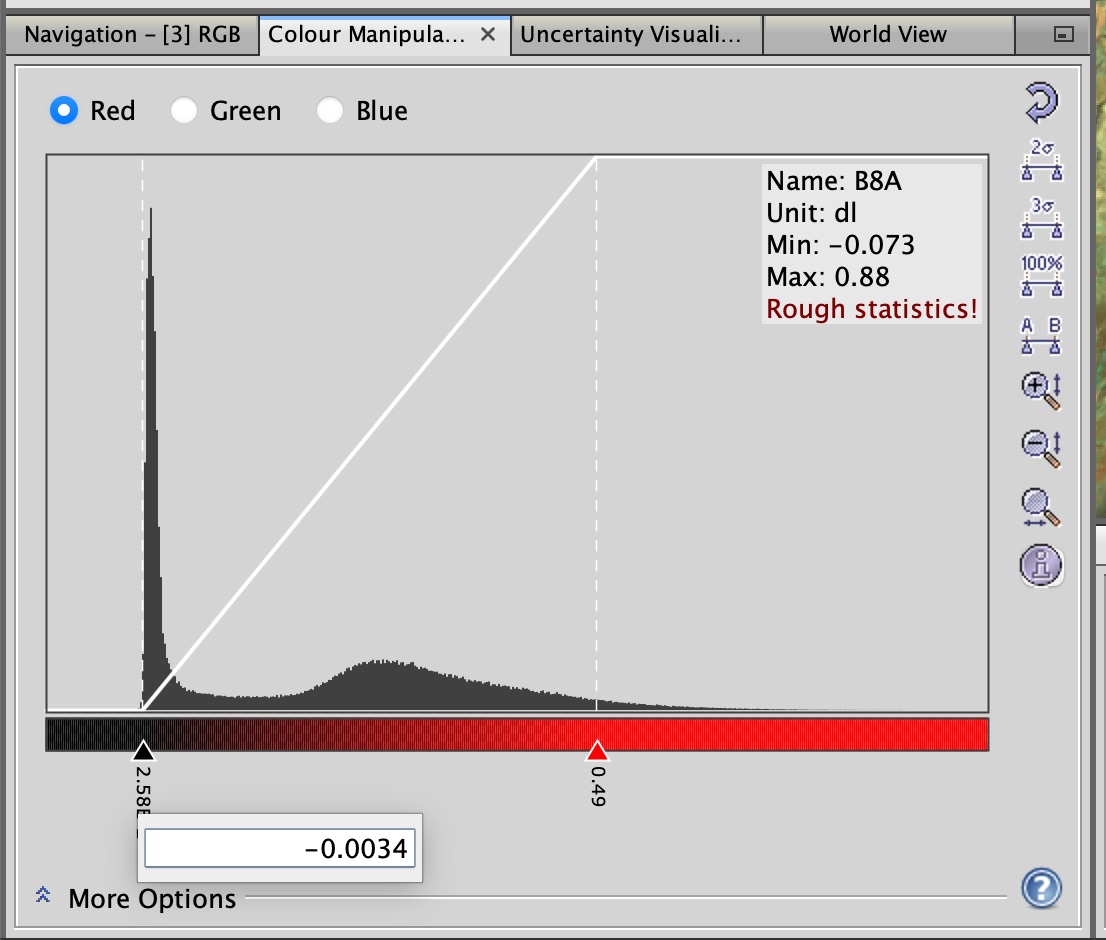 Navigation – [3] RGB
Colour Manipula...
Uncertainty Visuali...
World View
Red
Green
Blue
Name: B8A
Unit: dl
Min: -0.073
Max: 0.88
Rough statistics!
2σ
3σ
100%
A B
0.49
-0.0034
More Options